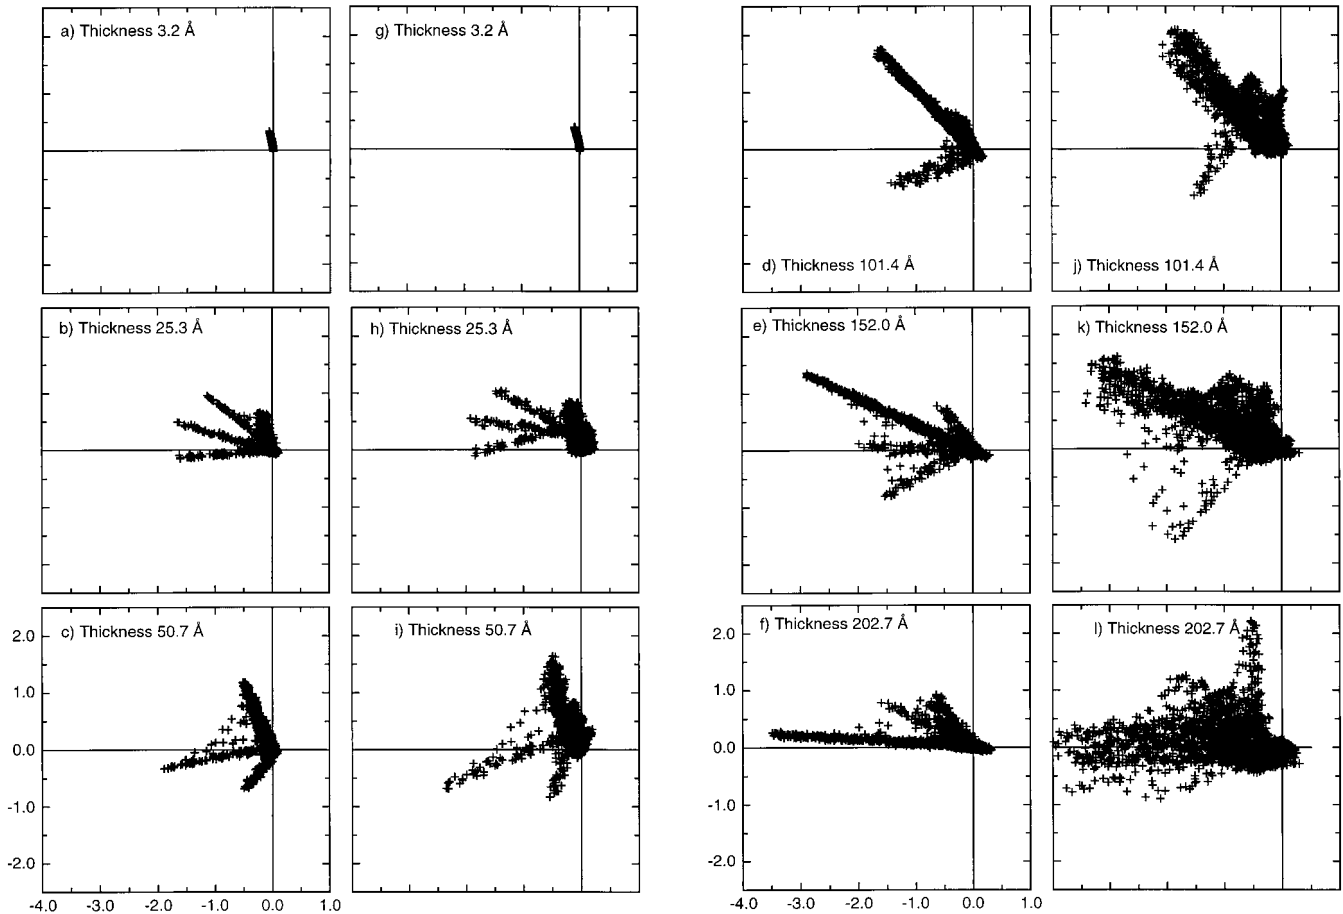 a) Thickness 3.2 Å
g) Thickness 3.2 Å
d) Thickness 101.4 Å
j) Thickness 101.4 Å
b) Thickness 25.3 Å
h) Thickness 25.3 Å
e) Thickness 152.0 Å
k) Thickness 152.0 Å
c) Thickness 50.7 Å
i) Thickness 50.7 Å
f) Thickness 202.7 Å
l) Thickness 202.7 Å
2.0
1.0
0.0
-1.0
-2.0
-4.0 -3.0 -2.0 -1.0 0.0 1.0
2.0
1.0
0.0
-1.0
-2.0
-4.0 -3.0 -2.0 -1.0 0.0 1.0